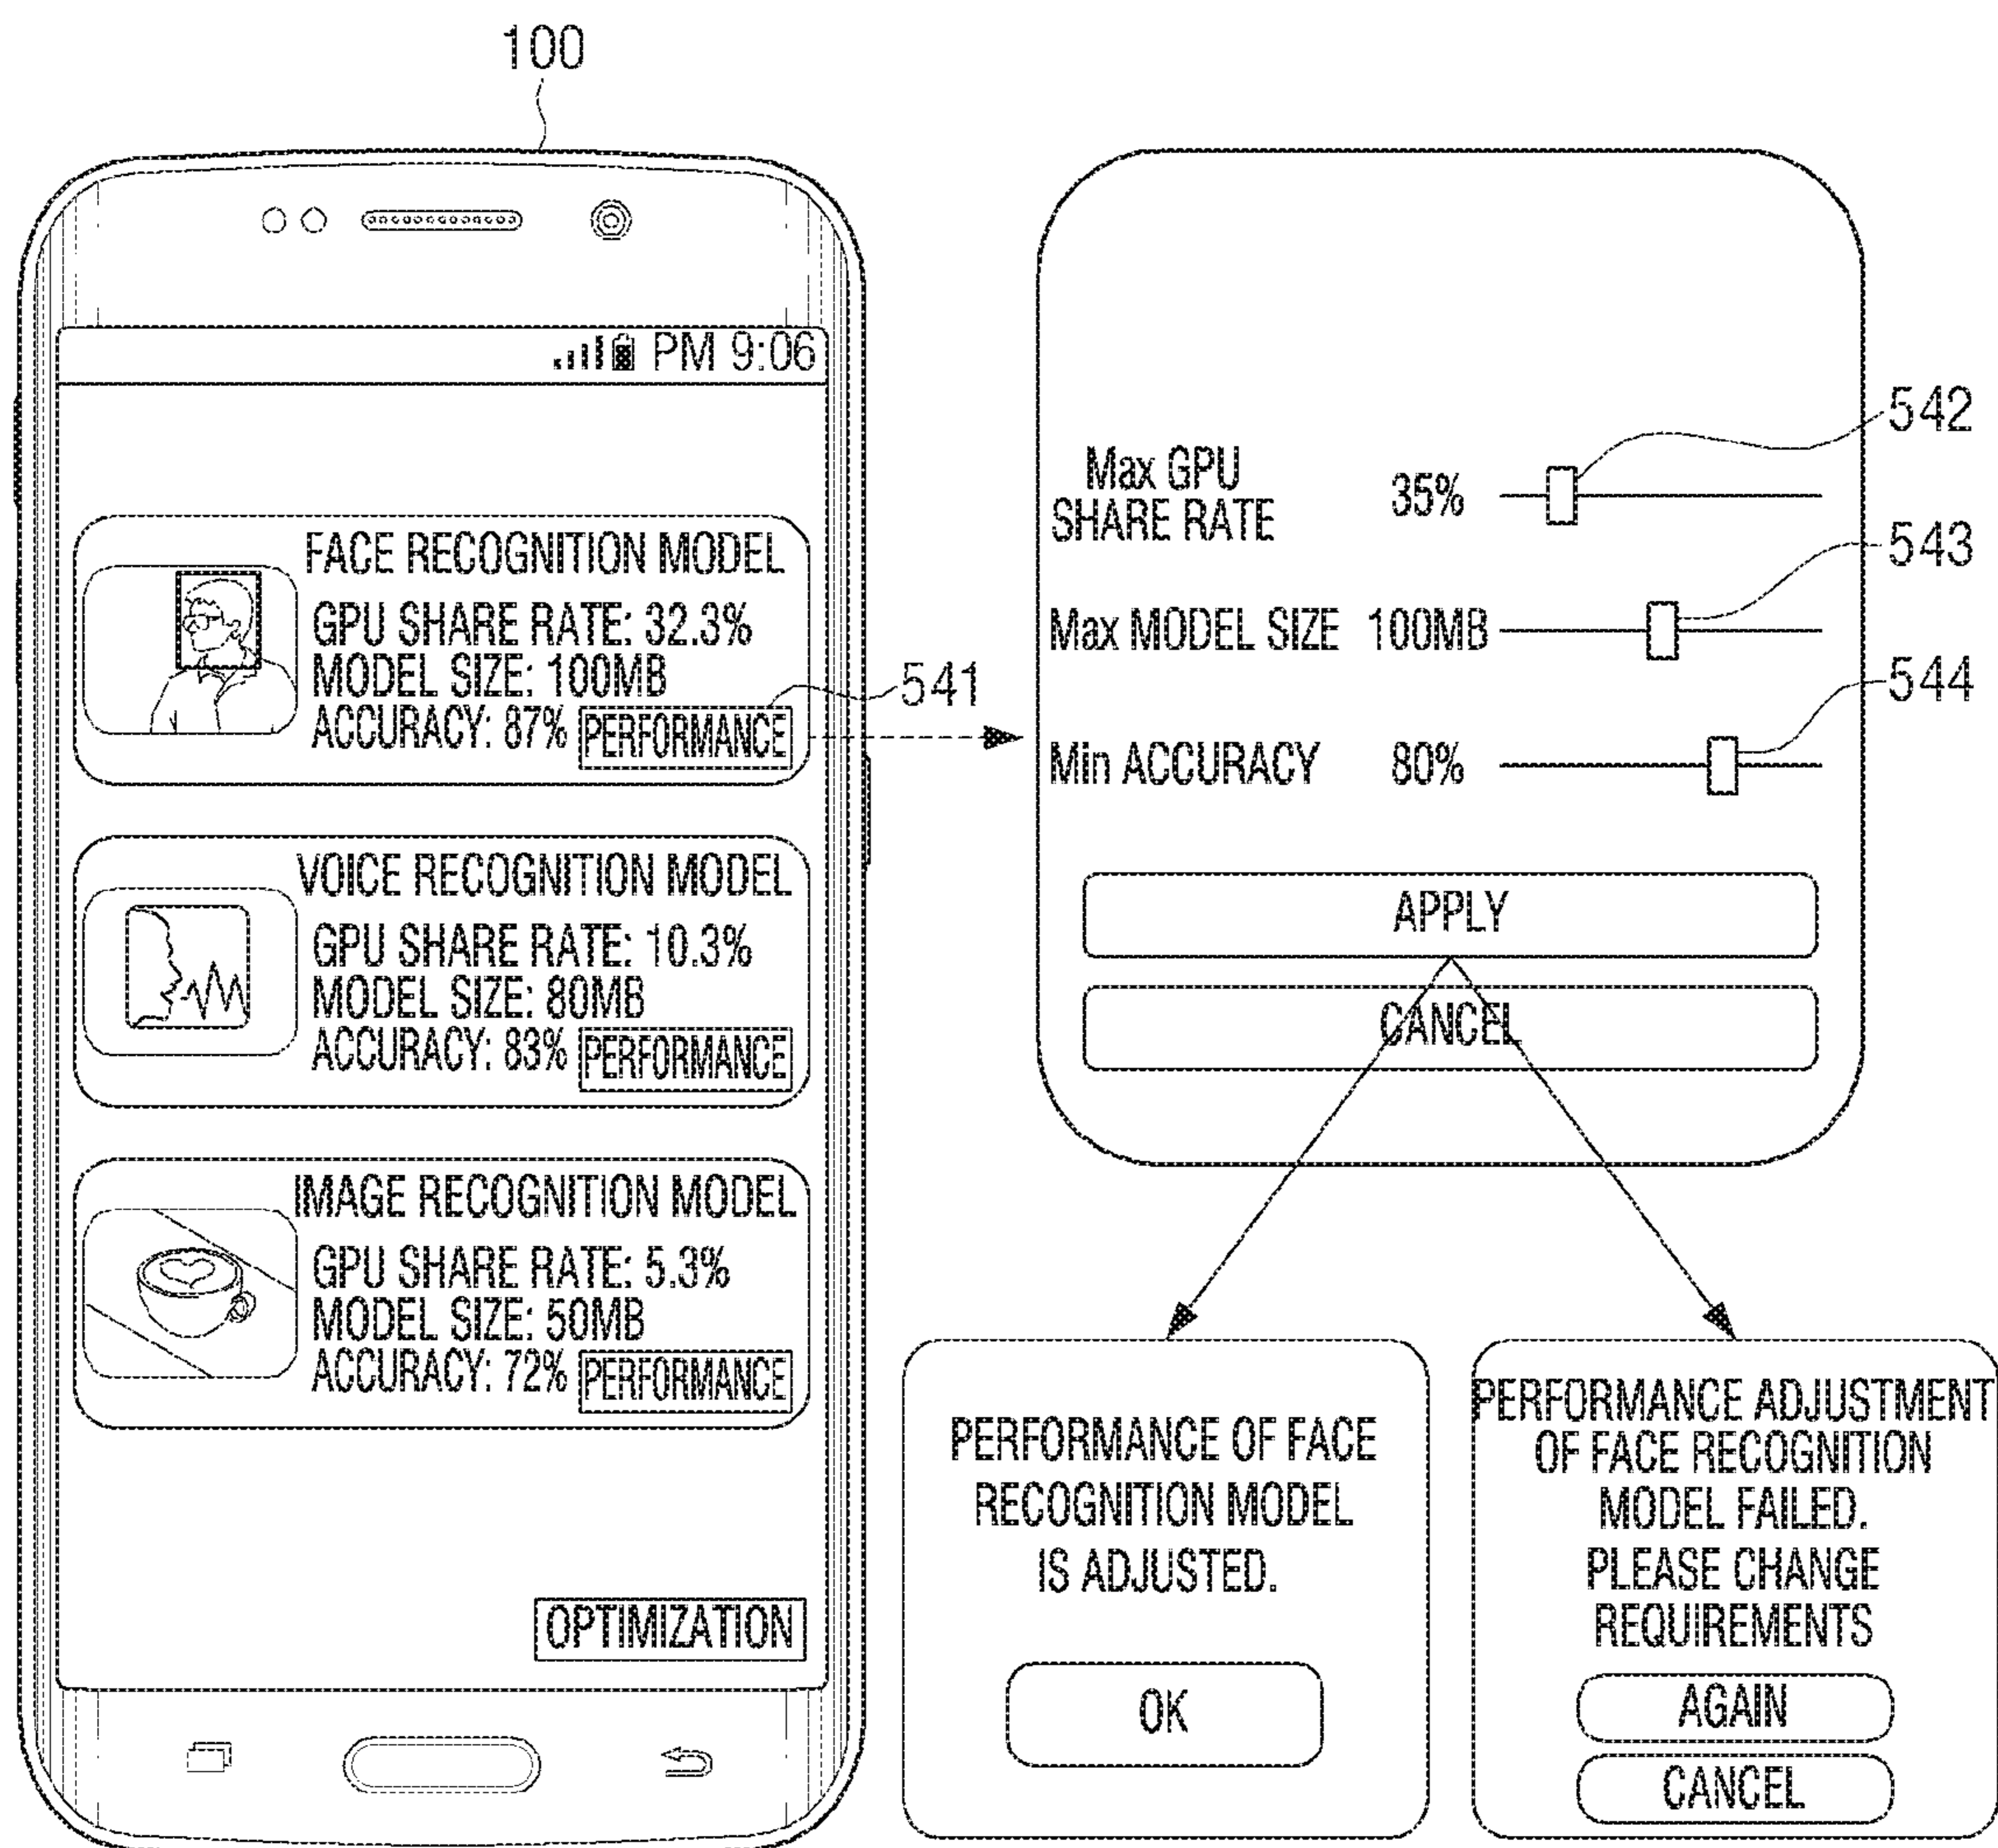 100
PM 9:06
FACE RECOGNITION MODEL
GPU SHARE RATE: 32.3%
MODEL SIZE: 100MB
ACCURACY: 87%
PERFORMANCE
541
VOICE RECOGNITION MODEL
GPU SHARE RATE: 10.3%
MODEL SIZE: 80MB
ACCURACY: 83%
PERFORMANCE
IMAGE RECOGNITION MODEL
GPU SHARE RATE: 5.3%
MODEL SIZE: 50MB
ACCURACY: 72%
PERFORMANCE
OPTIMIZATION
Max GPU
SHARE RATE
35%
542
Max MODEL SIZE 100MB
543
Min ACCURACY 80%
544
APPLY
CANCEL
PERFORMANCE OF FACE
RECOGNITION MODEL
IS ADJUSTED.
OK
PERFORMANCE ADJUSTMENT
OF FACE RECOGNITION
MODEL FAILED.
PLEASE CHANGE
REQUIREMENTS
AGAIN
CANCEL